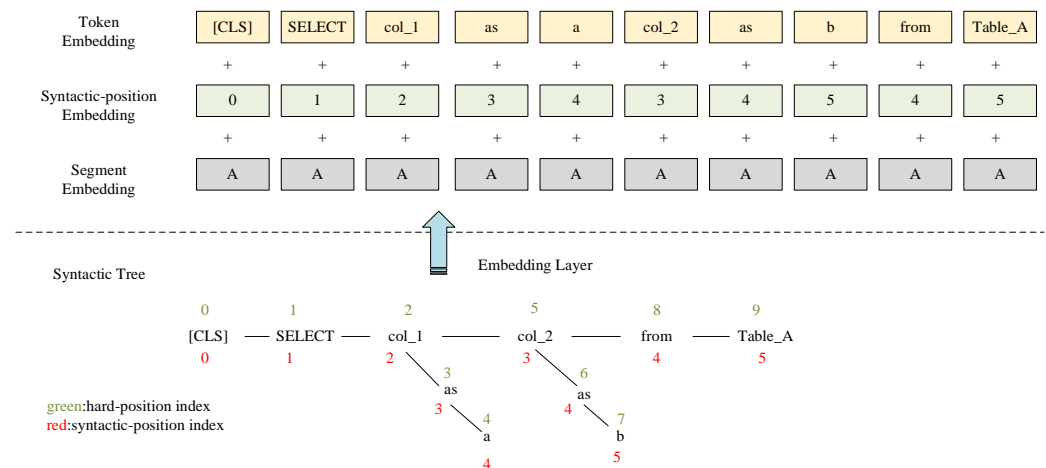 Token
Embedding
[CLS] SELECT col_1 as a col_2 as b from Table_A
+ + + + + + + + + +
Syntactic-position
Embedding
0 1 2 3 4 3 4 5 4 5
+ + + + + + + + + +
Segment
Embedding
A A A A A A A A A A
Embedding Layer
Syntactic Tree
0 1 2 5 8 9
[CLS] SELECT col_1 col_2 from Table_A
0 1 2 3 4 5
3 6
as as
3 4
4 7
a b
4 5
green:hard-position index
red:syntactic-position index